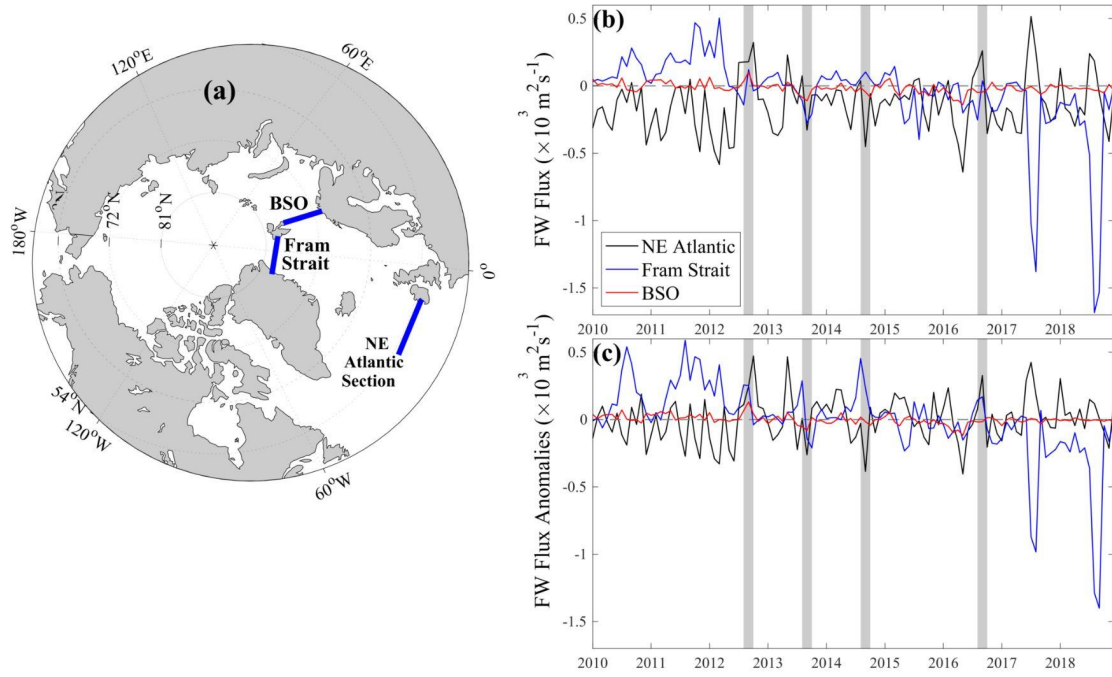 (a)
120°E
60°E
180°W
72°N
81°N
0°
54°N
120°W
60°W
BSO
Fram
Strait
NE
Atlantic
Section
(b)
FW Flux (× 10³ m²s⁻¹)
0.5
0
-0.5
-1
-1.5
NE Atlantic
Fram Strait
BSO
2010 2011 2012 2013 2014 2015 2016 2017 2018
(c)
FW Flux Anomalies (× 10³ m²s⁻¹)
0.5
0
-0.5
-1
-1.5
2010 2011 2012 2013 2014 2015 2016 2017 2018